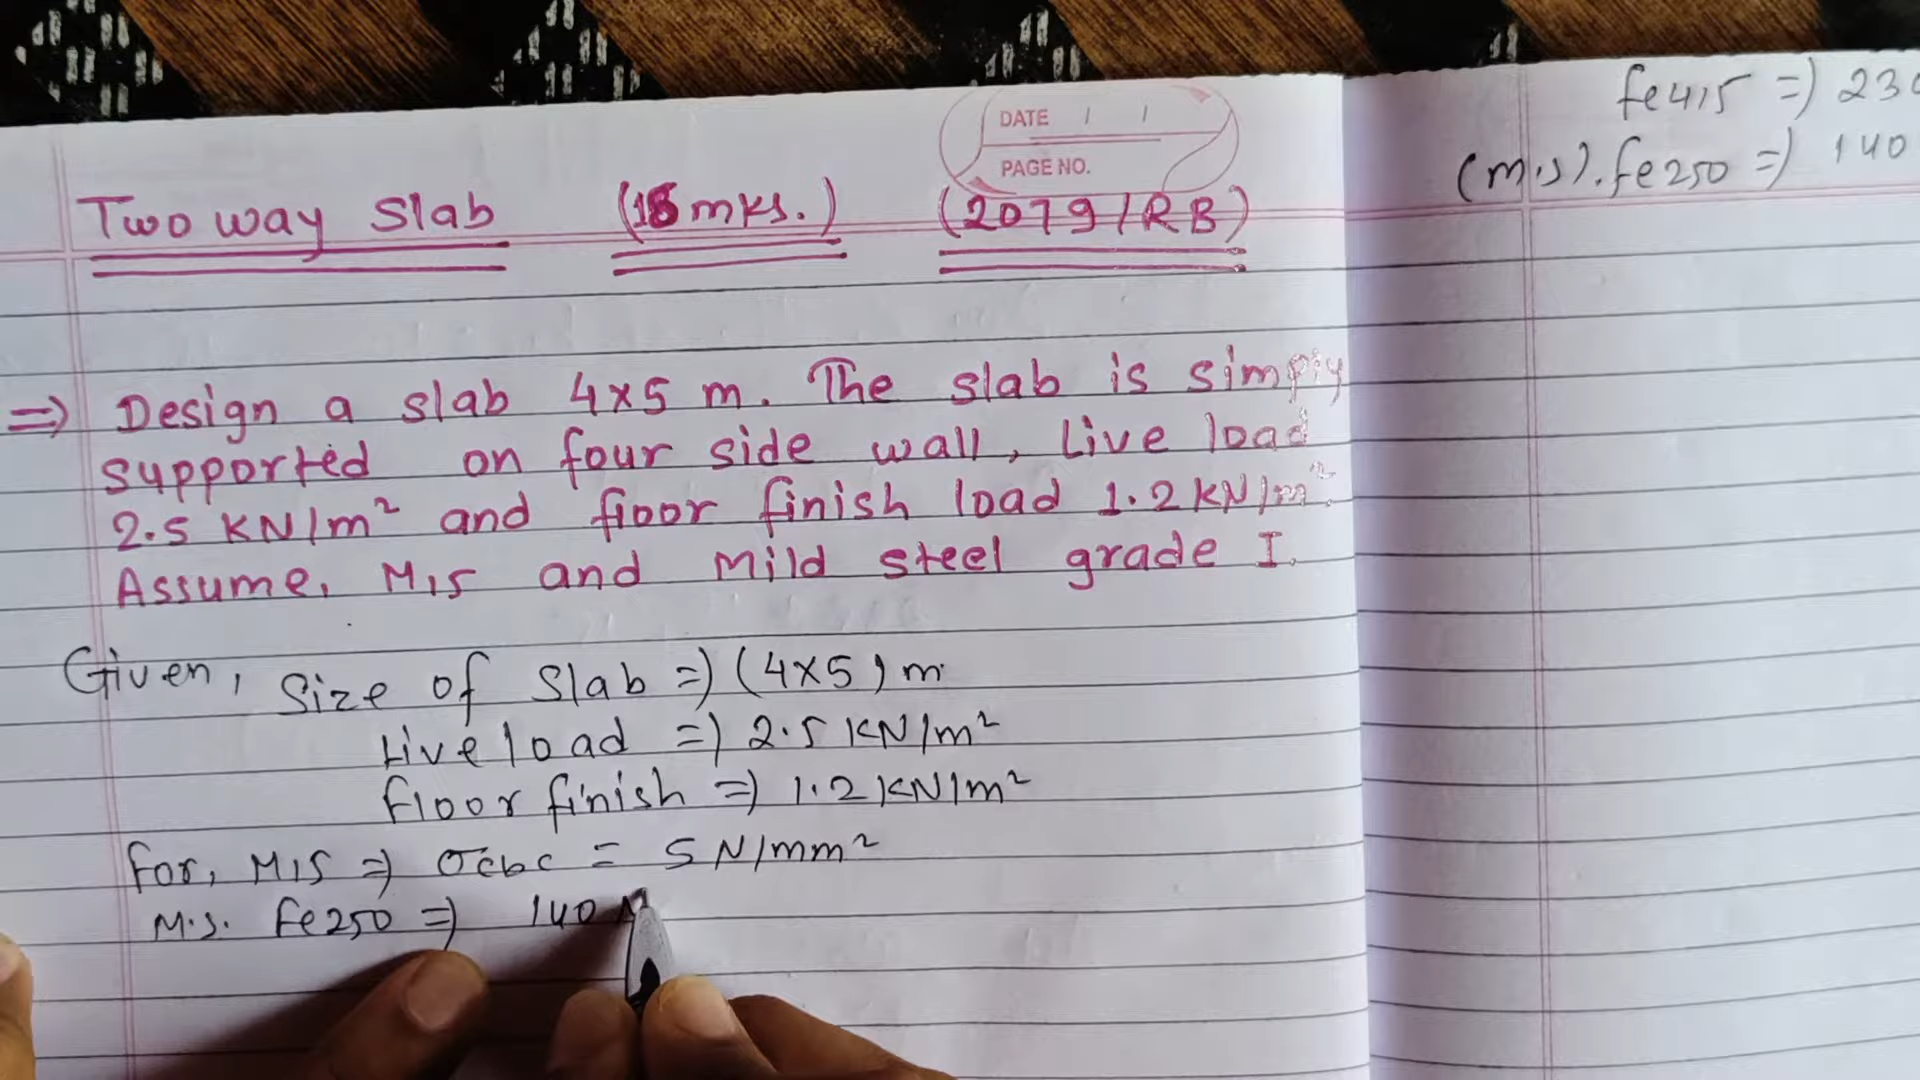 DATE / /
PAGE NO.
Two way Slab (18 mks.) (2079/RB)
=) Design a slab 4x5 m. The slab is simply
supported on four side wall, Live load
2.5 KN/m² and floor finish load 1.2 KN/m².
Assume, M15 and Mild steel grade I.
Given, Size of Slab =) (4x5) m
Live load =) 2.5 KN/m²
Floor finish =) 1.2 KN/m²
For, M15 =) σcbc = 5 N/mm²
M.S. Fe250 =) 140 N
fe415 =) 230
(m.s). fe250 =) 140